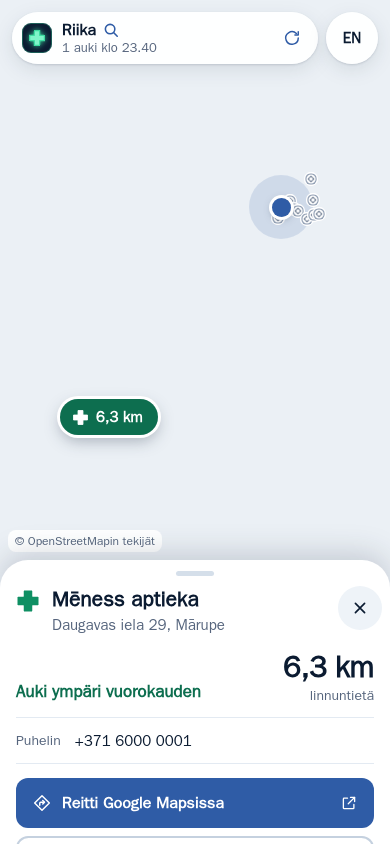 Riika
1 auki klo 23.40
EN
6,3 km
© OpenStreetMapin tekijät
Mēness aptieka
Daugavas iela 29, Mārupe
6,3 km
Auki ympäri vuorokauden
linnuntietä
Puhelin +371 6000 0001
Reitti Google Mapsissa